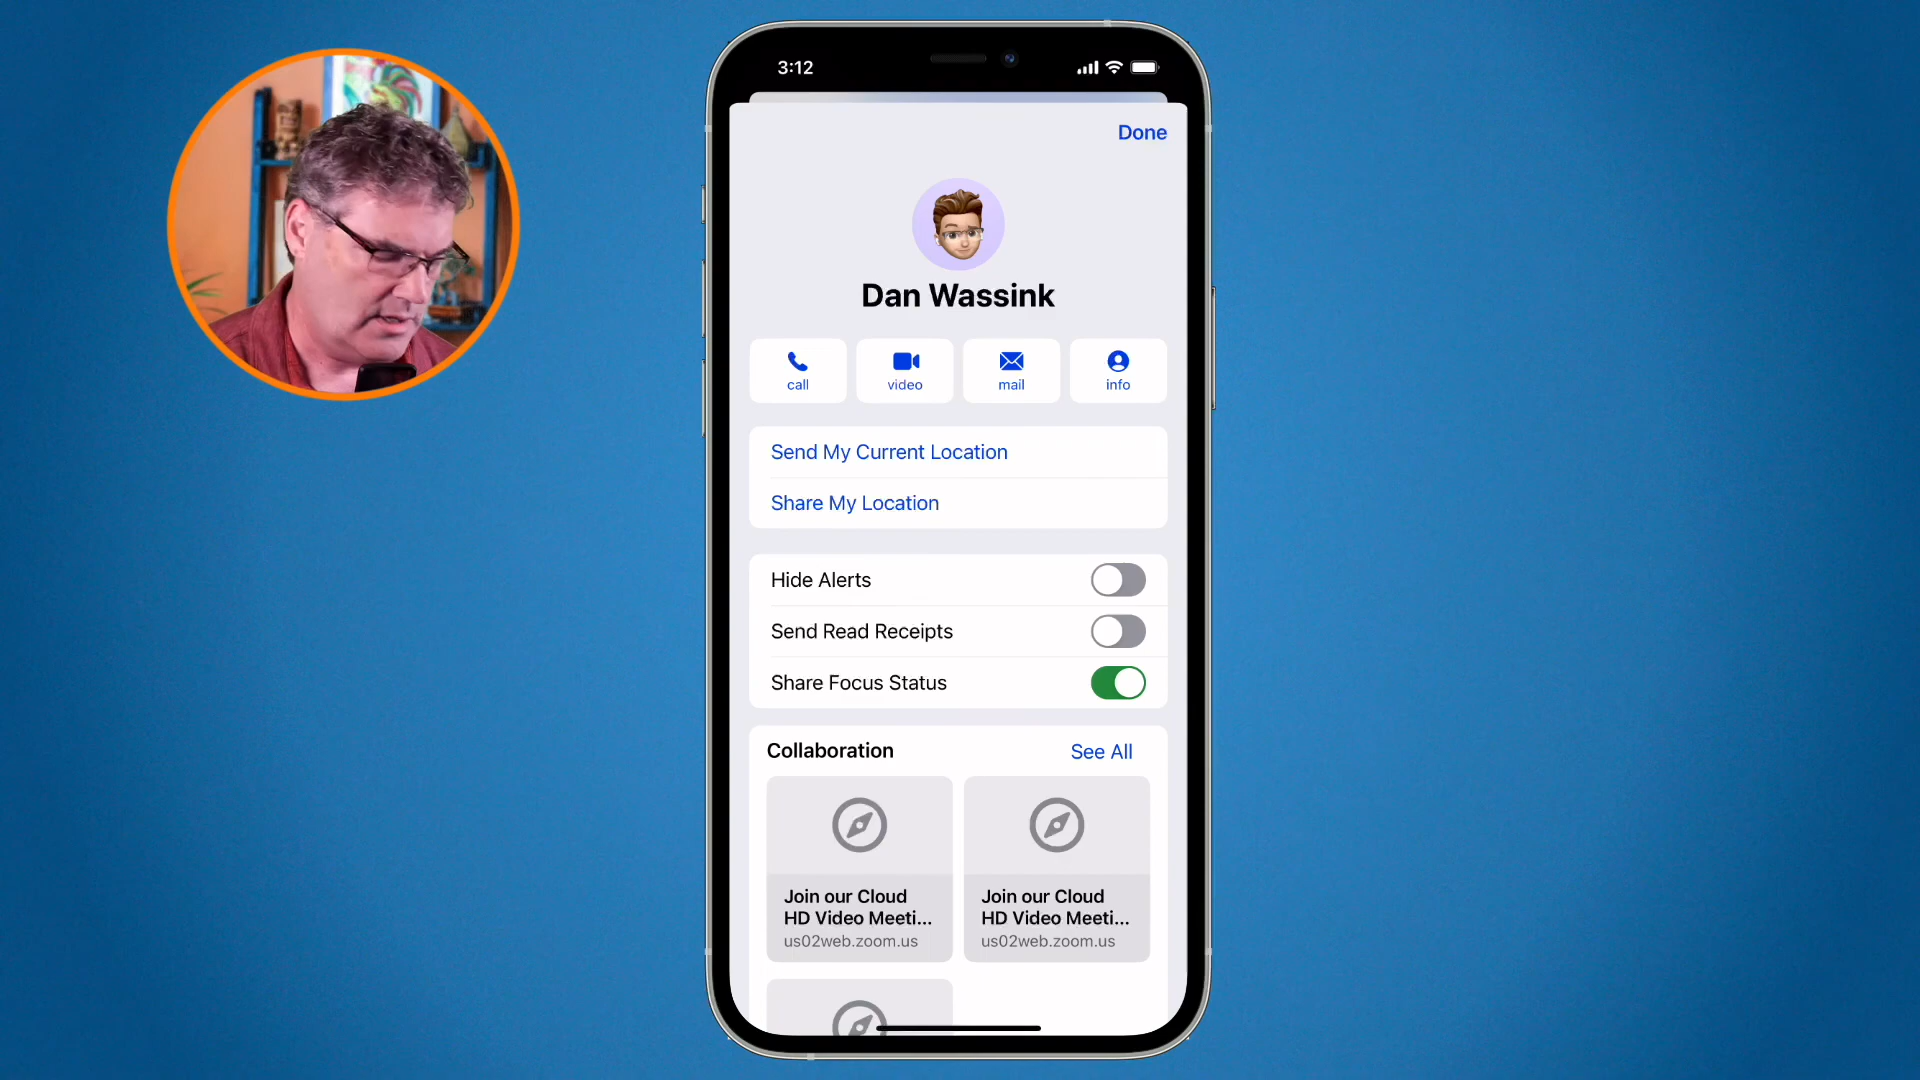 3:12
Done
Dan Wassink
call
video
mail
info
Send My Current Location
Share My Location
Hide Alerts
Send Read Receipts
Share Focus Status
Collaboration
See All
Join our Cloud
HD Video Meeti...
us02web.zoom.us
Join our Cloud
HD Video Meeti...
us02web.zoom.us